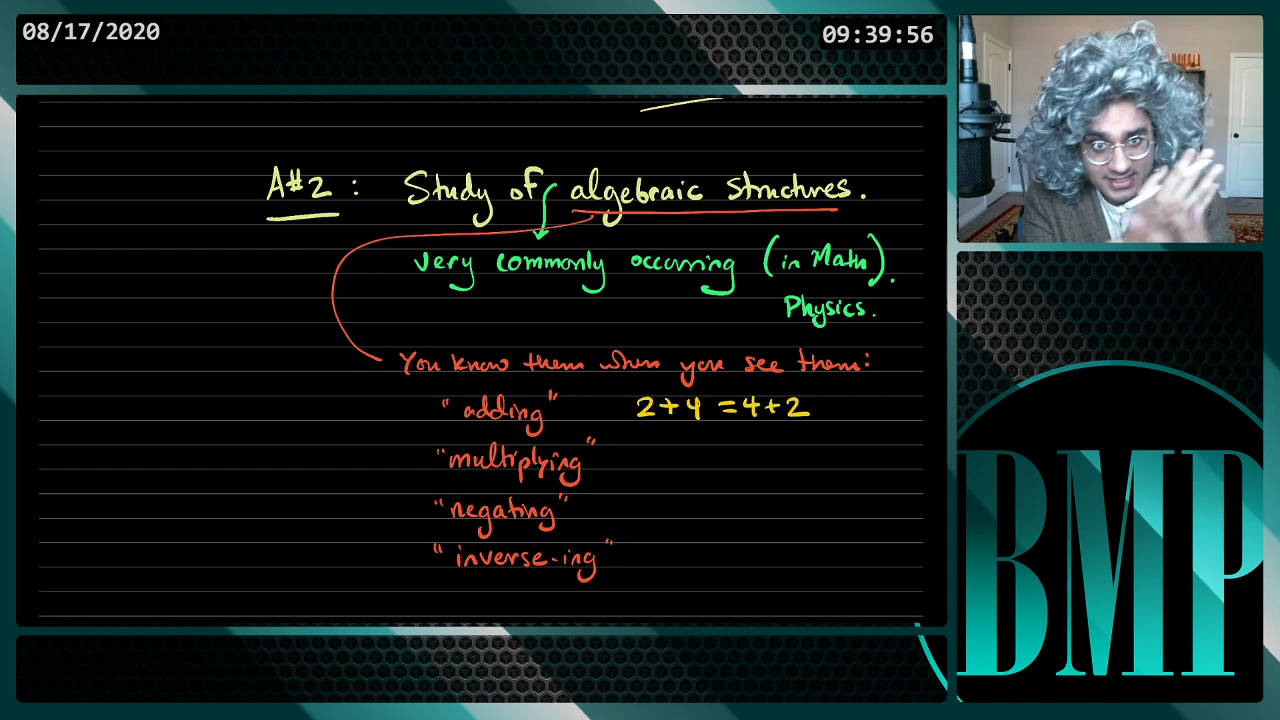 08/17/2020
09:39:56
A#2 : Study of algebraic structures.
very commonly occurring (in Math).
Physics.
You know them when you see them:
"adding" 2+4 =4+2
"multiplying"
"negating"
"inverse-ing"
BMP